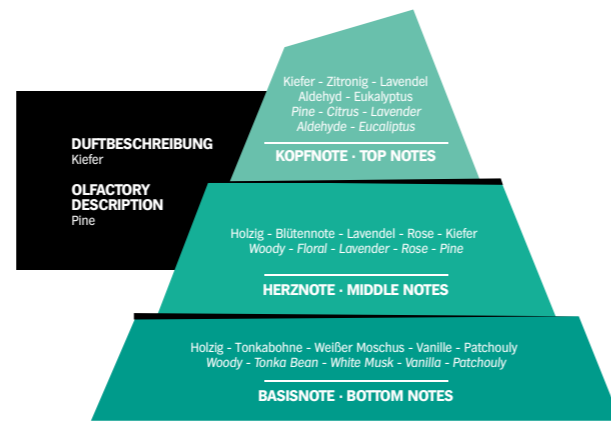 DUFTBESCHREIBUNG
Kiefer
OLFACTORY
DESCRIPTION
Pine
Kiefer - Zitronig - Lavendel
Aldehyd - Eukalyptus
Pine - Citrus - Lavender
Aldehyde - Eucaliptus
KOPFNOTE · TOP NOTES
Holzig - Blütennote - Lavendel - Rose - Kiefer
Woody - Floral - Lavender - Rose - Pine
HERZNOTE · MIDDLE NOTES
Holzig - Tonkabohne - Weißer Moschus - Vanille - Patchouly
Woody - Tonka Bean - White Musk - Vanilla - Patchouly
BASISNOTE · BOTTOM NOTES